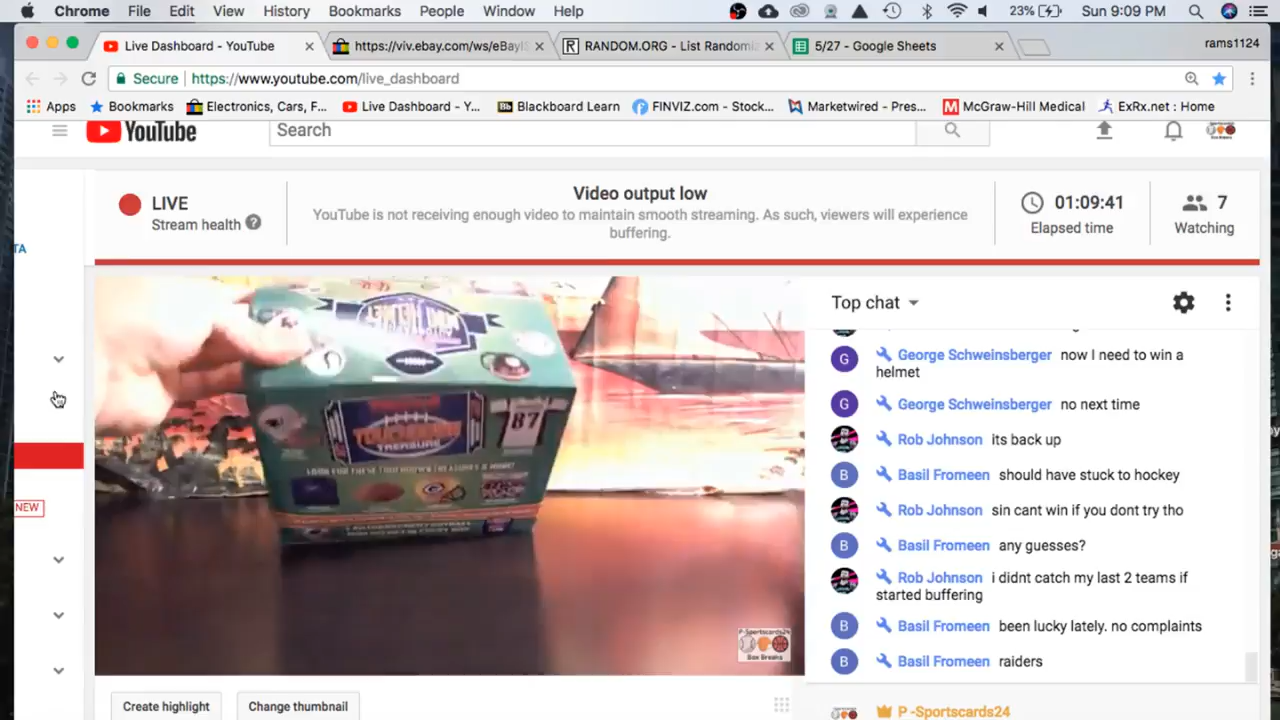 Chrome File Edit View History Bookmarks People Window Help 23% Sun 9:09 PM
Live Dashboard - YouTube https://viv.ebay.com/ws/eBayI RANDOM.ORG - List Randomi 5/27 - Google Sheets rams1124
Secure https://www.youtube.com/live_dashboard
Apps Bookmarks Electronics, Cars, F... Live Dashboard - Y... Blackboard Learn FINVIZ.com - Stock... Marketwired - Pres... McGraw-Hill Medical ExRx.net : Home
YouTube Search
LIVE
Stream health ?
Video output low
YouTube is not receiving enough video to maintain smooth streaming. As such, viewers will experience
buffering.
01:09:41
Elapsed time
7
Watching
TA
NEW
TOUCHDOWN
TREASURE
87
P-Sportscards24
Box Breaks
Top chat
G George Schweinsberger now I need to win a
helmet
G George Schweinsberger no next time
Rob Johnson its back up
B Basil Fromeen should have stuck to hockey
Rob Johnson sin cant win if you dont try tho
B Basil Fromeen any guesses?
Rob Johnson i didnt catch my last 2 teams if
started buffering
B Basil Fromeen been lucky lately. no complaints
B Basil Fromeen raiders
P -Sportscards24
Create highlight Change thumbnail